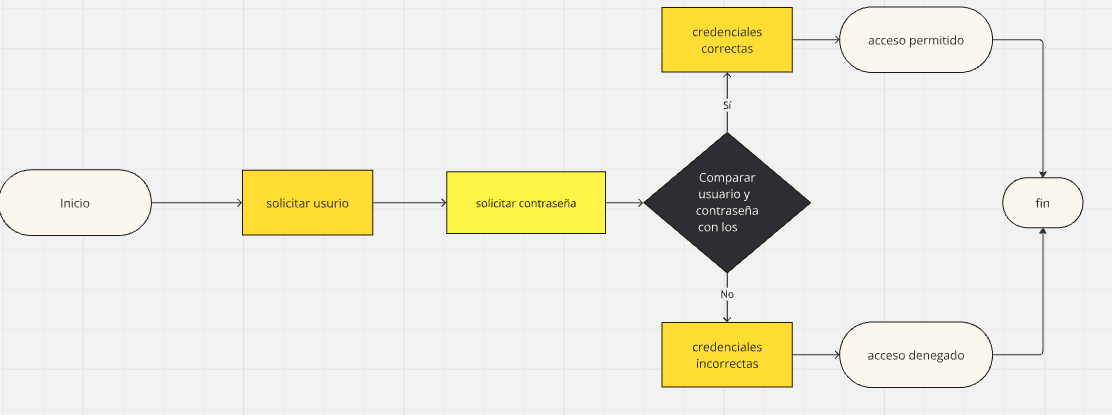 Inicio
solicitar usurio
solicitar contraseña
Comparar
usuario y
contraseña
con los
Sí
credenciales
correctas
acceso permitido
No
credenciales
incorrectas
acceso denegado
fin